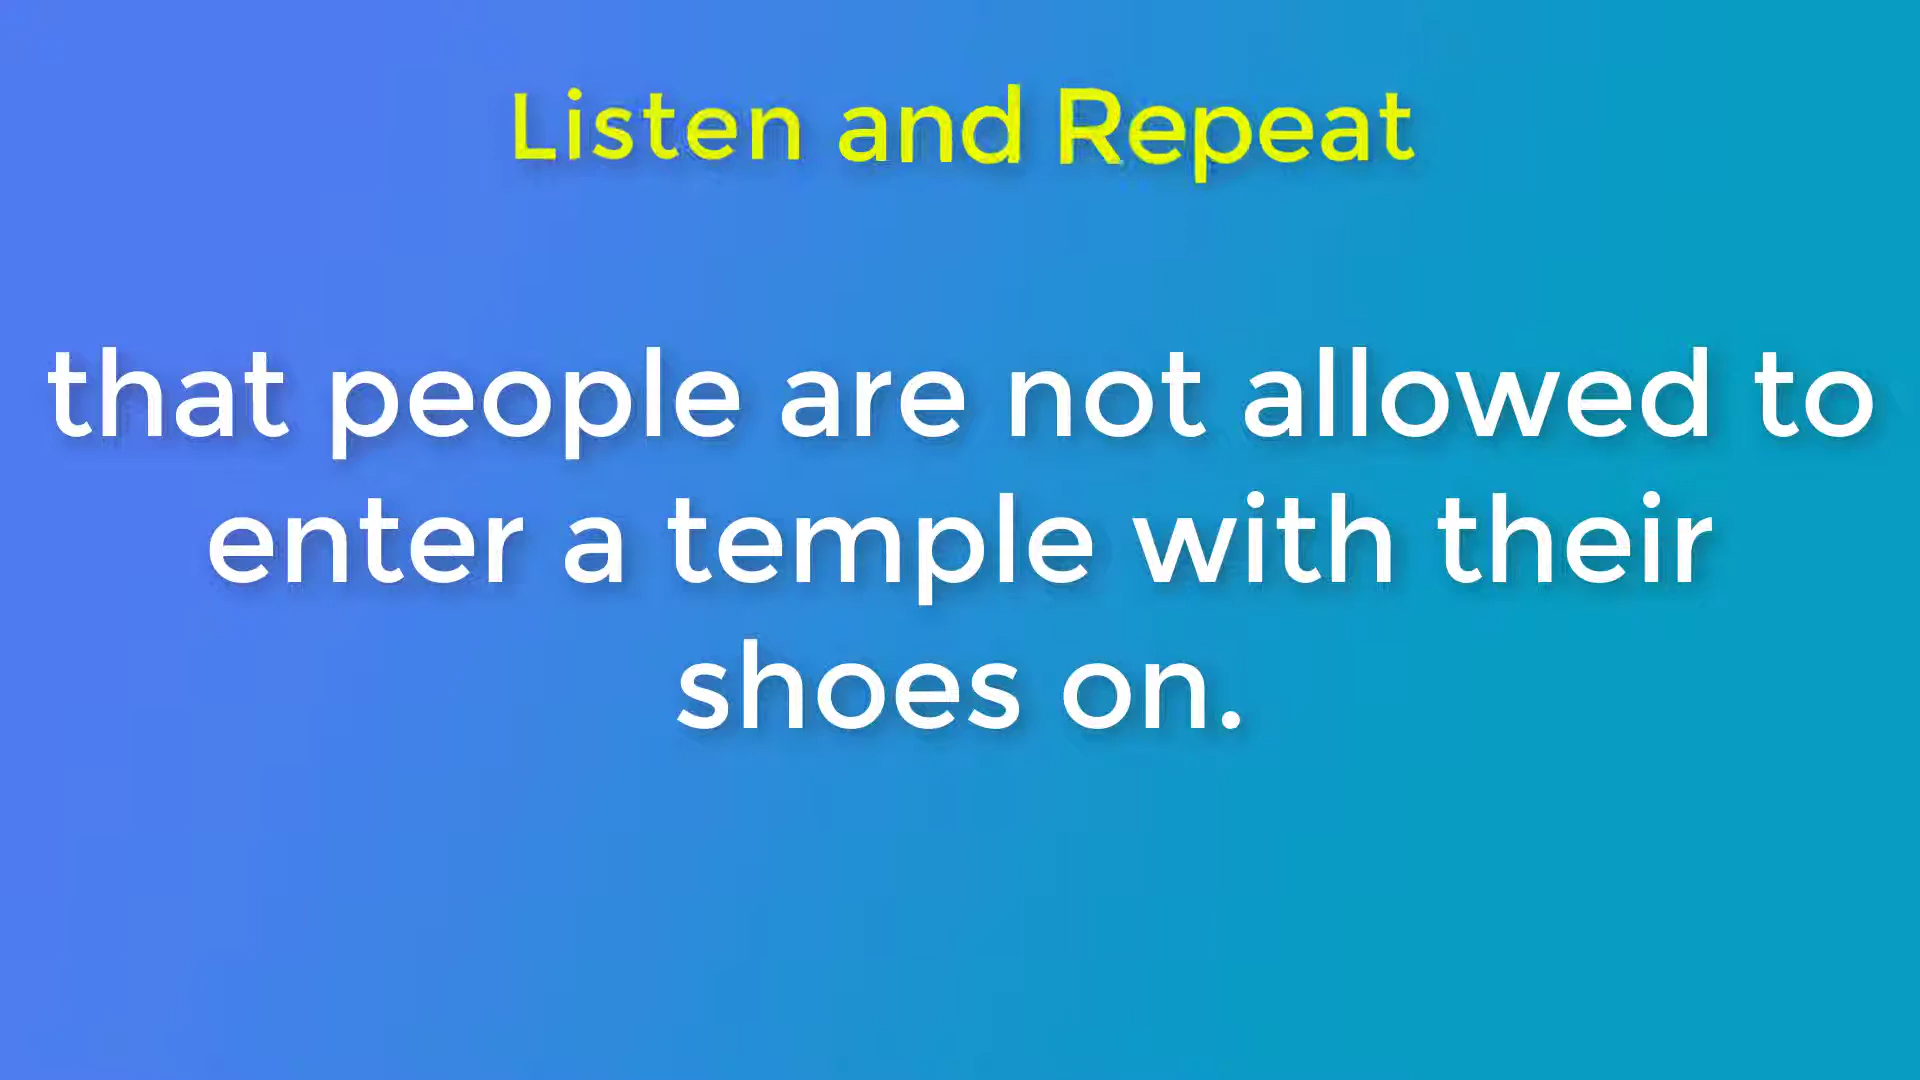 Listen and Repeat
that people are not allowed to
enter a temple with their
shoes on.